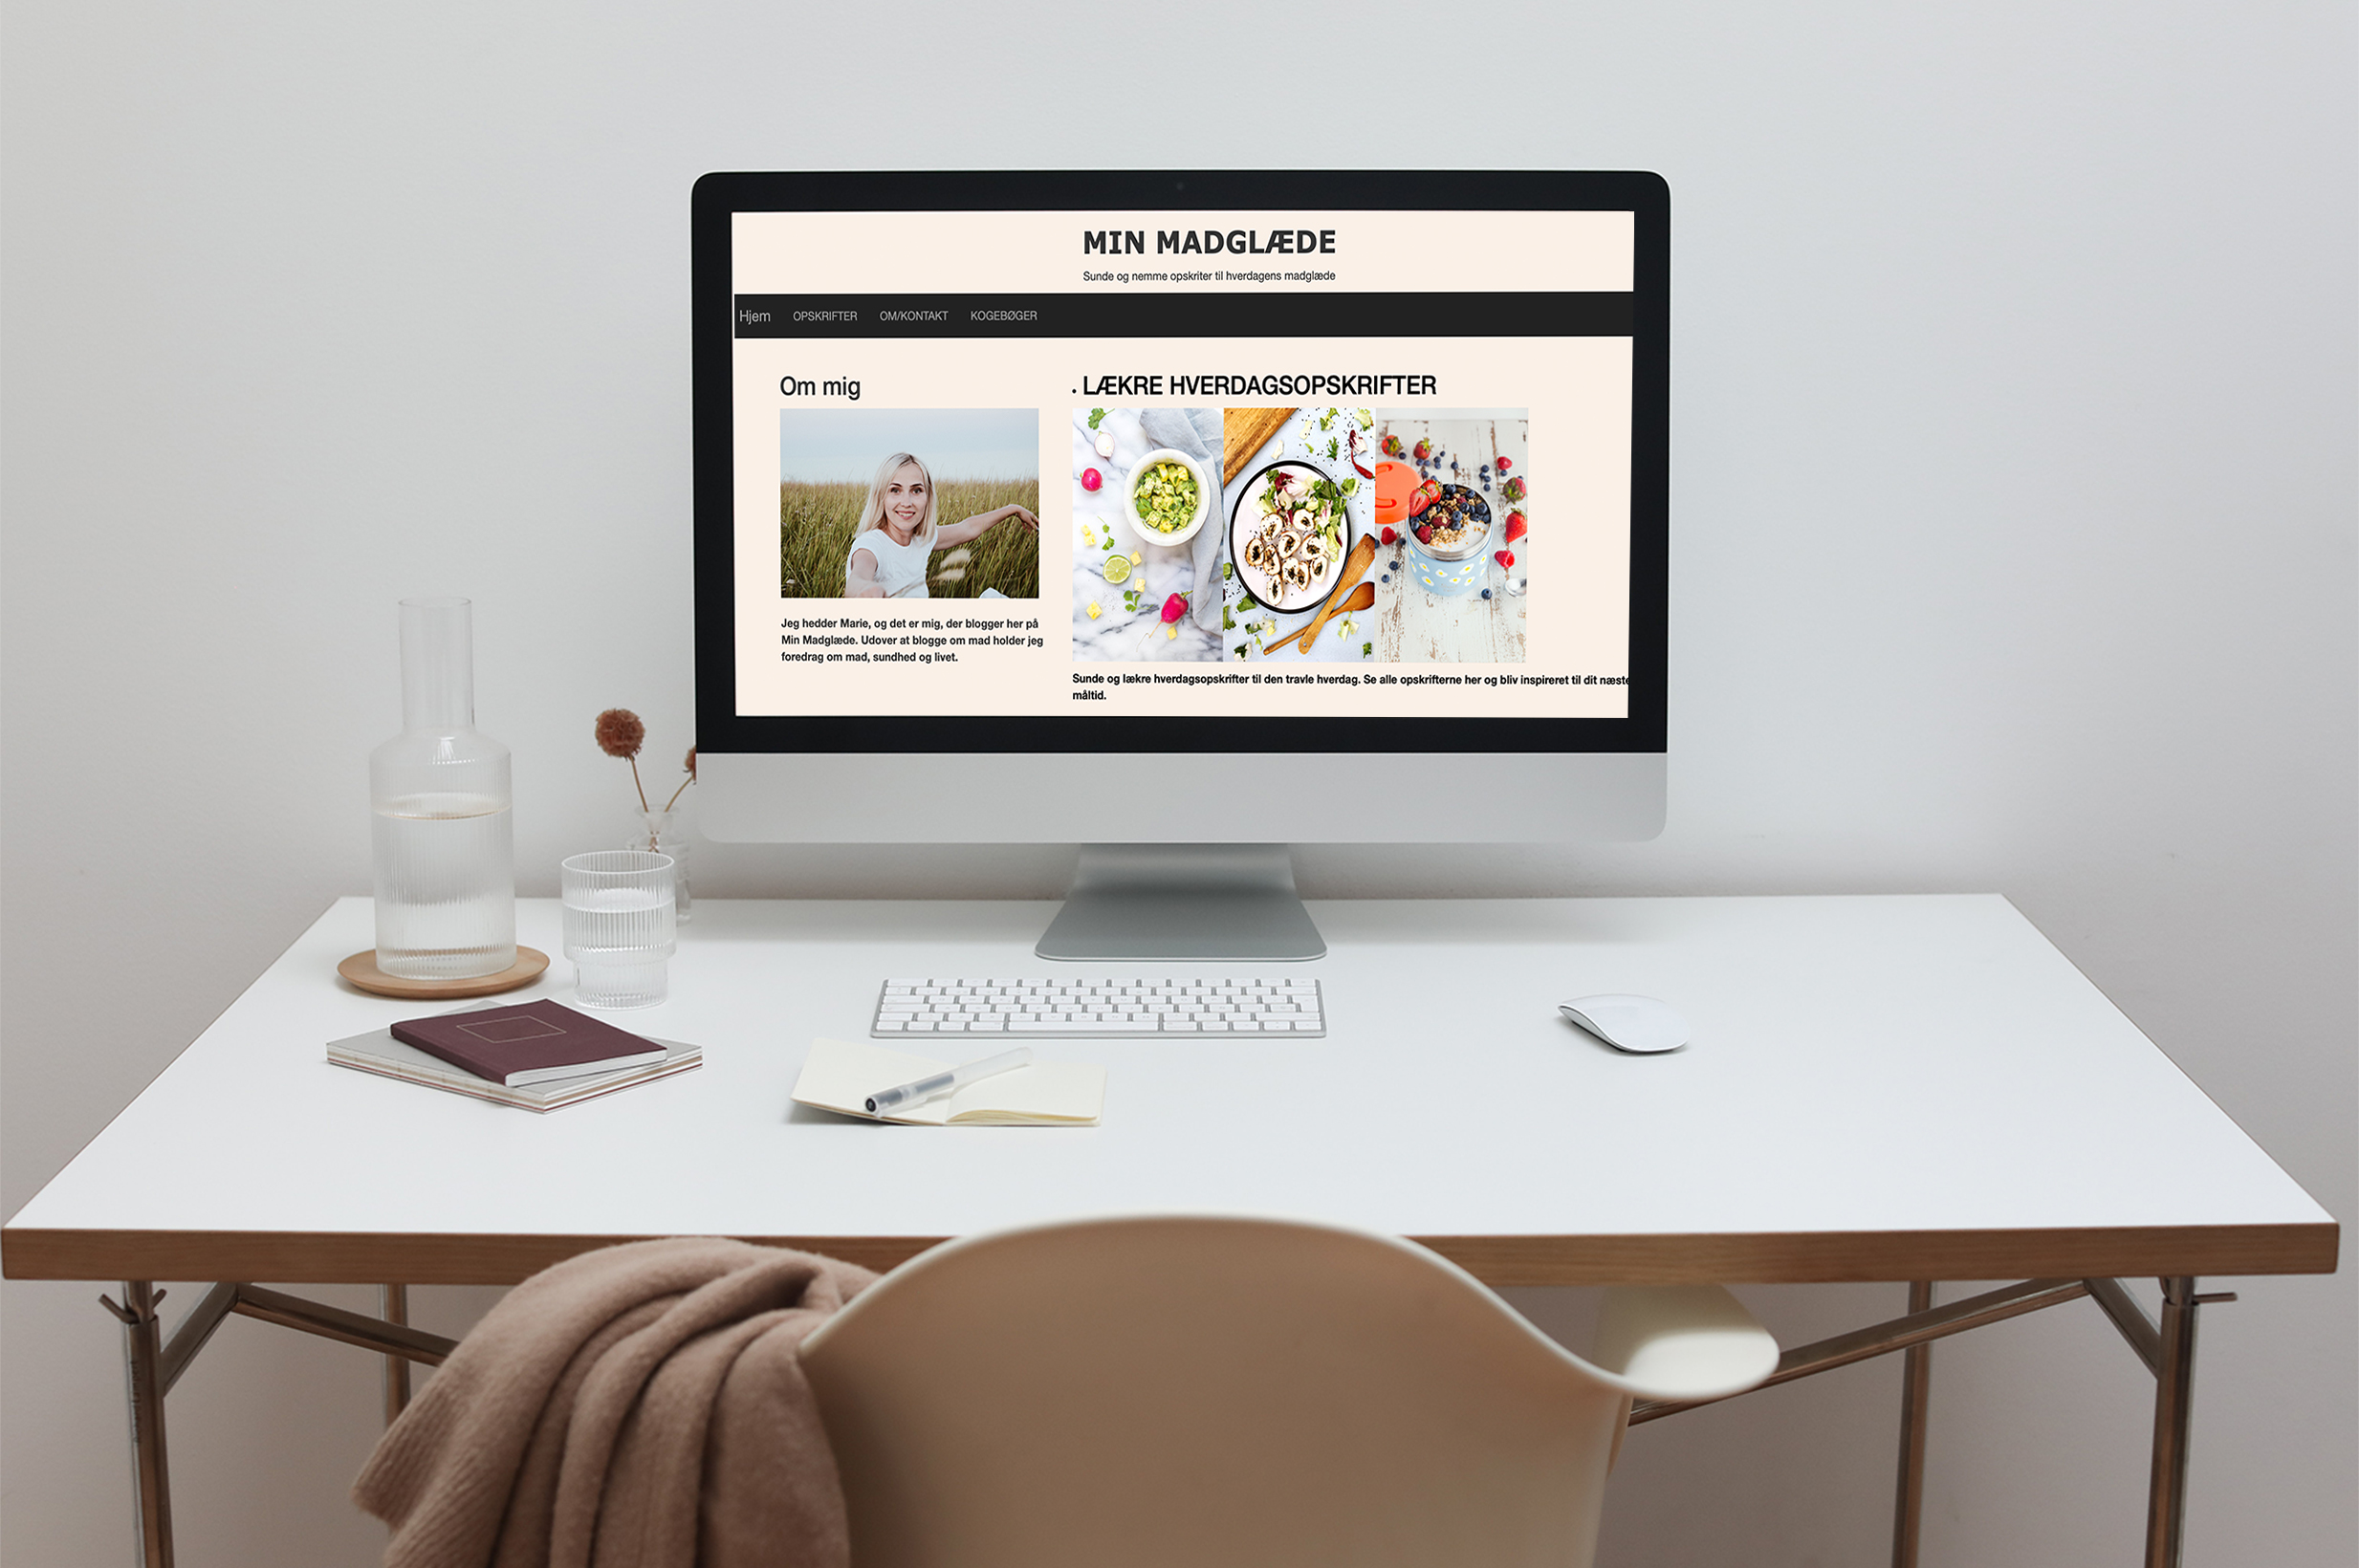 MIN MADGLÆDE
Sunde og nemme opskriter til hverdagens madglæde
Hjem OPSKRIFTER OM/KONTAKT KOGEBØGER
Om mig
Jeg hedder Marie, og det er mig, der blogger her på
Min Madglæde. Udover at blogge om mad holder jeg
foredrag om mad, sundhed og livet.
• LÆKRE HVERDAGSOPSKRIFTER
Sunde og lækre hverdagsopskrifter til den travle hverdag. Se alle opskrifterne her og bliv inspireret til dit næste
måltid.